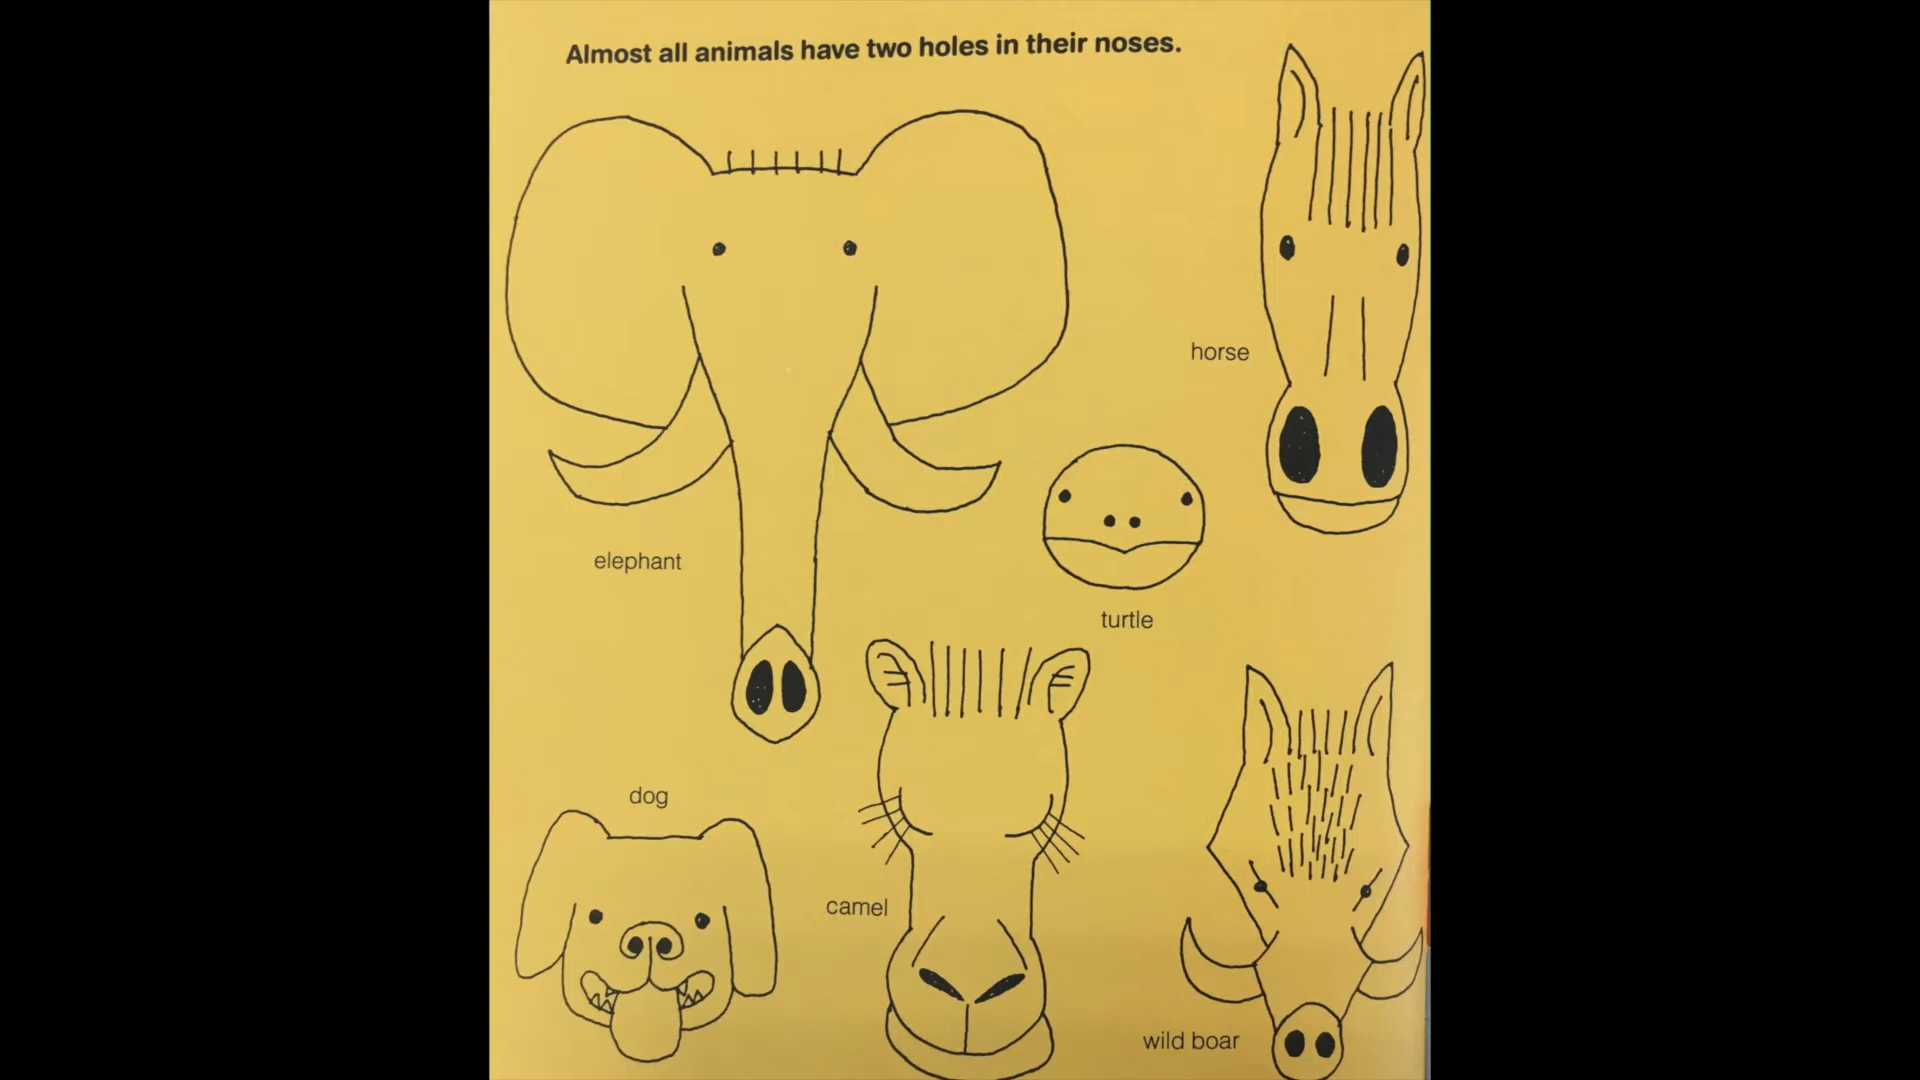 Almost all animals have two holes in their noses.
horse
elephant
turtle
dog
camel
wild boar